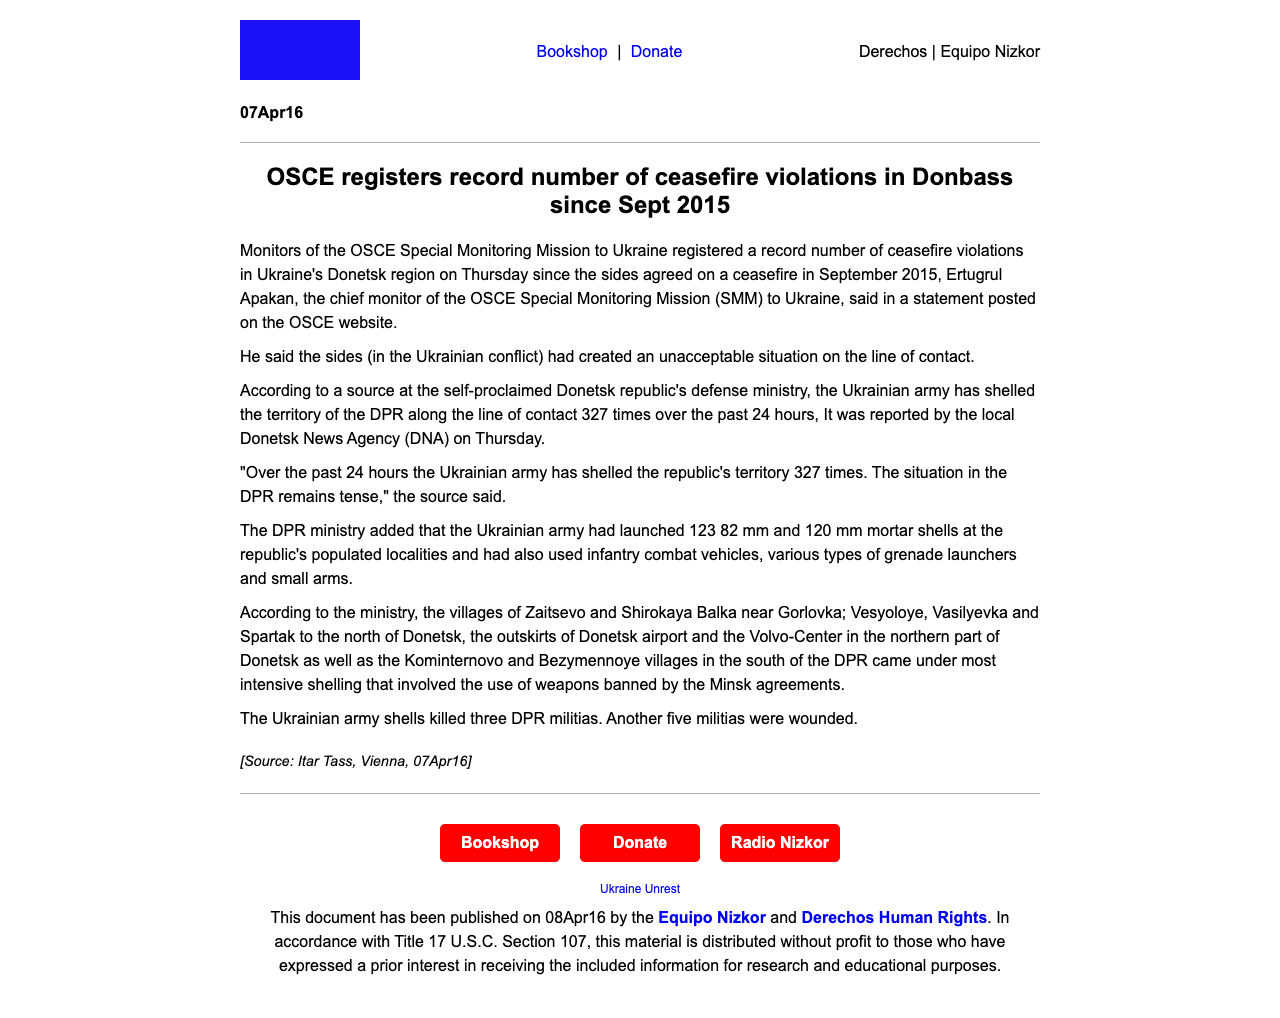 Bookshop | Donate
Derechos | Equipo Nizkor
07Apr16
OSCE registers record number of ceasefire violations in Donbass
since Sept 2015
Monitors of the OSCE Special Monitoring Mission to Ukraine registered a record number of ceasefire violations
in Ukraine's Donetsk region on Thursday since the sides agreed on a ceasefire in September 2015, Ertugrul
Apakan, the chief monitor of the OSCE Special Monitoring Mission (SMM) to Ukraine, said in a statement posted
on the OSCE website.
He said the sides (in the Ukrainian conflict) had created an unacceptable situation on the line of contact.
According to a source at the self-proclaimed Donetsk republic's defense ministry, the Ukrainian army has shelled
the territory of the DPR along the line of contact 327 times over the past 24 hours, It was reported by the local
Donetsk News Agency (DNA) on Thursday.
"Over the past 24 hours the Ukrainian army has shelled the republic's territory 327 times. The situation in the
DPR remains tense," the source said.
The DPR ministry added that the Ukrainian army had launched 123 82 mm and 120 mm mortar shells at the
republic's populated localities and had also used infantry combat vehicles, various types of grenade launchers
and small arms.
According to the ministry, the villages of Zaitsevo and Shirokaya Balka near Gorlovka; Vesyoloye, Vasilyevka and
Spartak to the north of Donetsk, the outskirts of Donetsk airport and the Volvo-Center in the northern part of
Donetsk as well as the Kominternovo and Bezymennoye villages in the south of the DPR came under most
intensive shelling that involved the use of weapons banned by the Minsk agreements.
The Ukrainian army shells killed three DPR militias. Another five militias were wounded.
[Source: Itar Tass, Vienna, 07Apr16]
Bookshop
Donate
Radio Nizkor
Ukraine Unrest
This document has been published on 08Apr16 by the Equipo Nizkor and Derechos Human Rights. In
accordance with Title 17 U.S.C. Section 107, this material is distributed without profit to those who have
expressed a prior interest in receiving the included information for research and educational purposes.